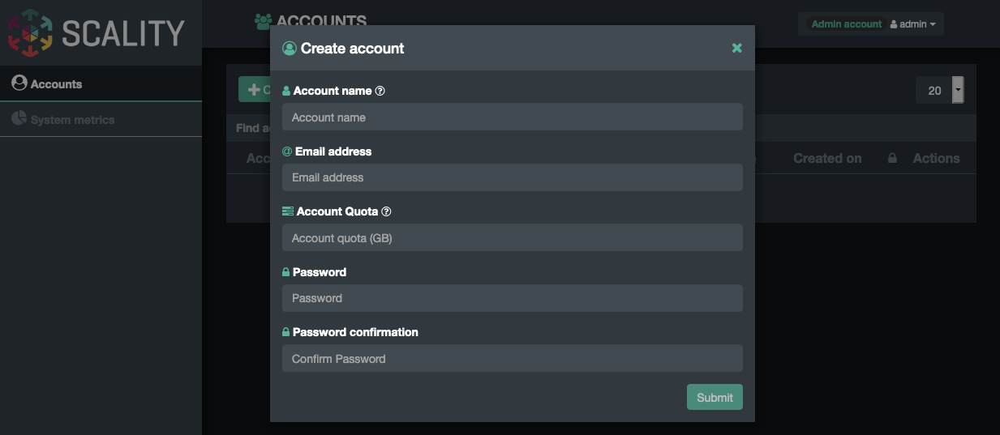 SCALITY
ACCOUNTS
Admin account admin
Accounts
System metrics
20
Find
Created on Actions
Create account
Account name
Account name
Email address
Email address
Account Quota
Account quota (GB)
Password
Password
Password confirmation
Confirm Password
Submit